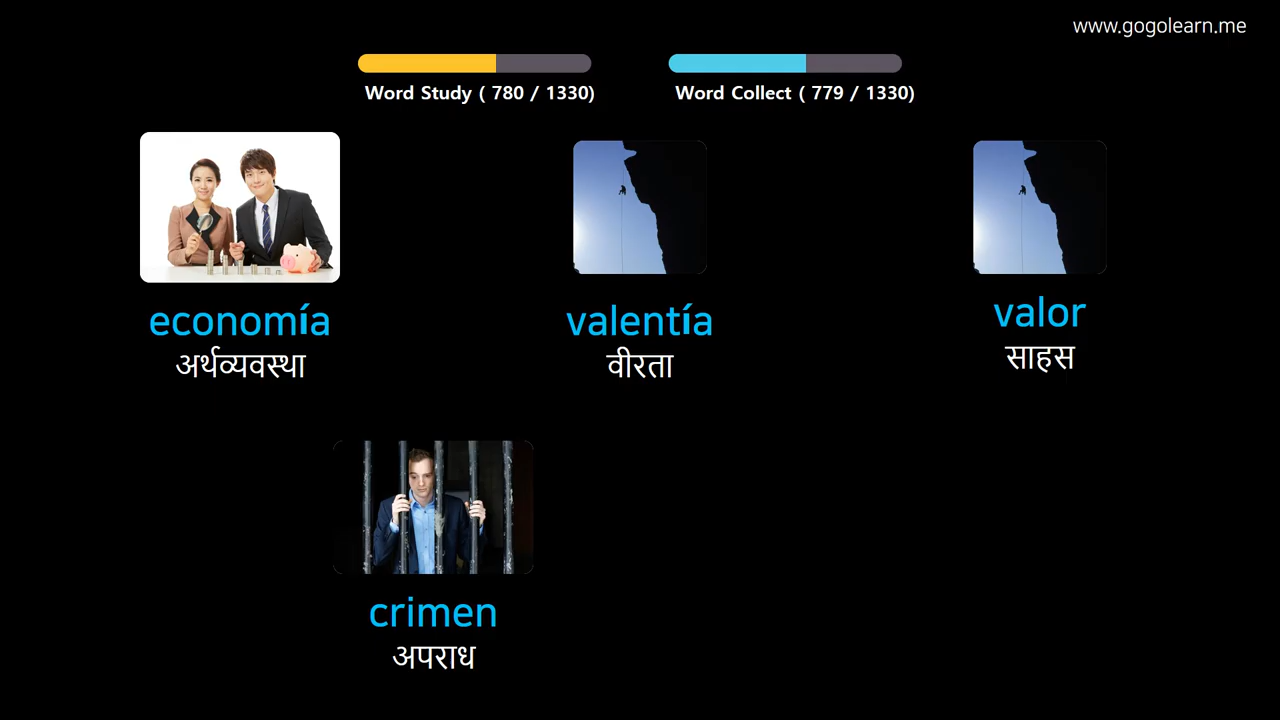 www.gogolearn.me
Word Study ( 780 / 1330)
Word Collect ( 779 / 1330)
economía
अर्थव्यवस्था
valentía
वीरता
valor
साहस
crimen
अपराध